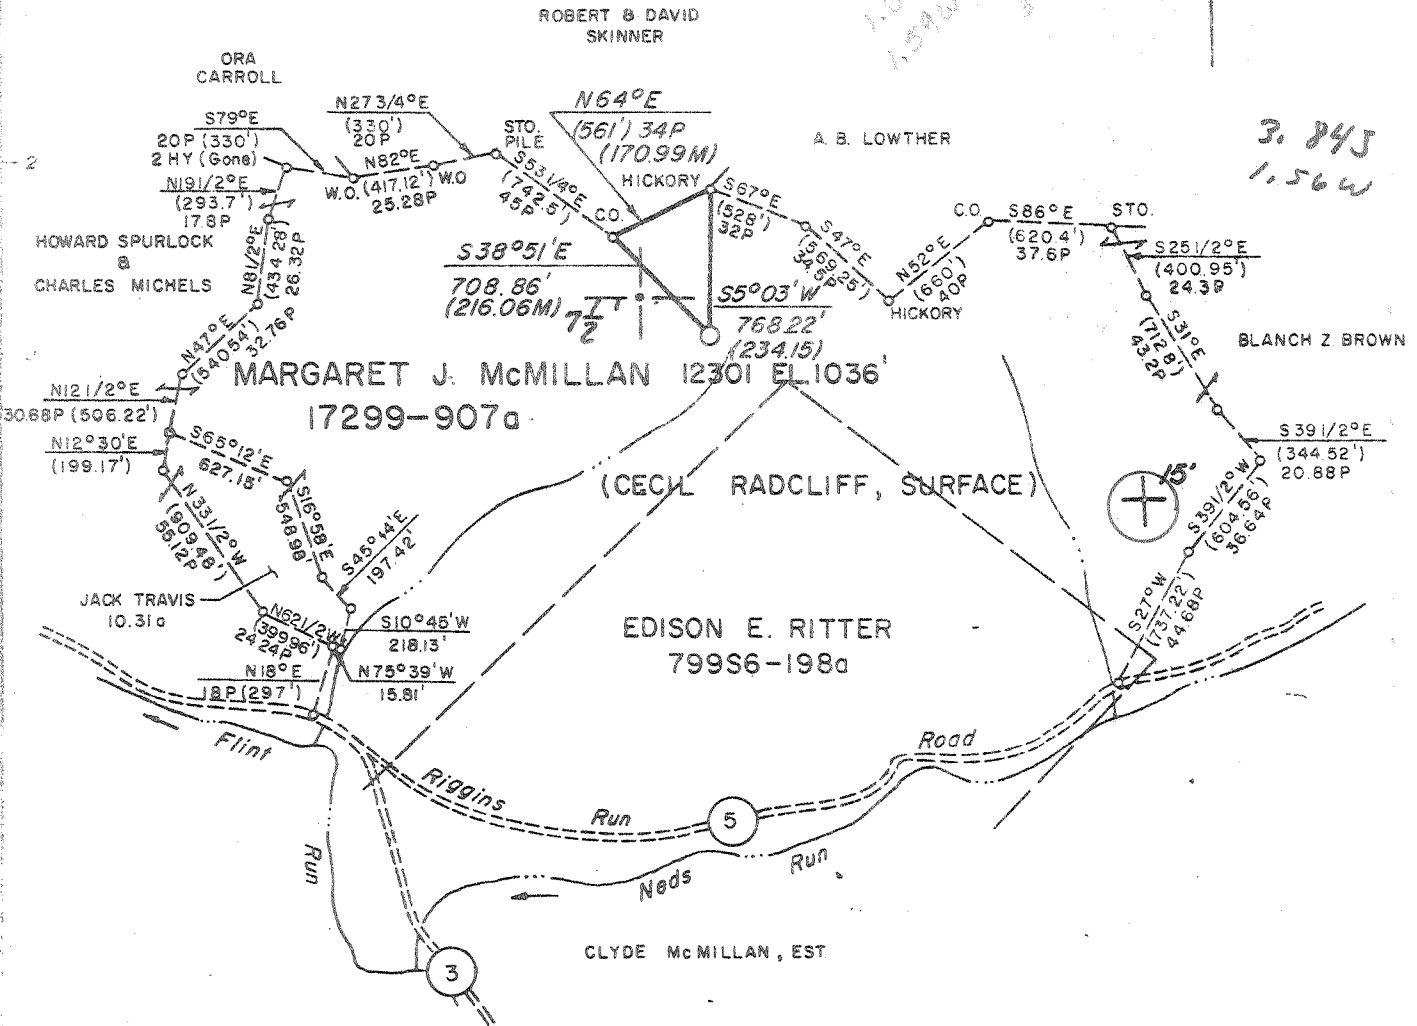 ROBERT & DAVID
SKINNER
1.59W
ORA
CARROLL
S79°E
20P (330')
2 HY (Gone)
N27 3/4°E
(330')
20P
STO.
PILE
N64°E
(561') 34P
(170.99M)
HICKORY
A. B. LOWTHER
3.84S
1.56W
2
N19 1/2°E
(293.7')
17.8P
W.O.
N82°E
(417.12')
25.28P
W.O
S53 1/4°E
(742.5')
45P
C.O.
S67°E
(528')
32P
S47°E
(569.25')
34.5P
N52°E
(660')
40P
HICKORY
C.O.
S86°E
(620.4')
37.6P
STO.
S25 1/2°E
(400.95')
24.3P
HOWARD SPURLOCK
&
CHARLES MICHELS
N8 1/2°E
(434.28')
26.32P
S38°51'E
708.86'
(216.06M)
7 1/2
S5°03'W
768.22'
(234.15)
S31°E
(712.8')
43.2P
BLANCH Z. BROWN
N47°E
(540.54')
32.76P
MARGARET J. McMILLAN 12301 EL.1036'
17299-907a
N12 1/2°E
30.68P (506.22')
N12°30'E
(199.17')
S65°12'E
627.15'
S39 1/2°E
(344.52')
20.88P
N33 1/2°W
(909.48')
55.12P
S16°58'E
548.98'
S45°14'E
197.42'
(CECIL RADCLIFF, SURFACE)
15'
S39 1/2°W
(604.56')
36.64P
JACK TRAVIS
10.31a
N62 1/2°W
(399.96')
24.24P
S10°45'W
218.13'
N18°E
18P (297')
N75°39'W
15.81'
EDISON E. RITTER
799S6-198a
S27°W
(737.22')
44.68P
Flint
Run
Riggins
Run
5
Road
Neds
Run
3
CLYDE McMILLAN, EST.